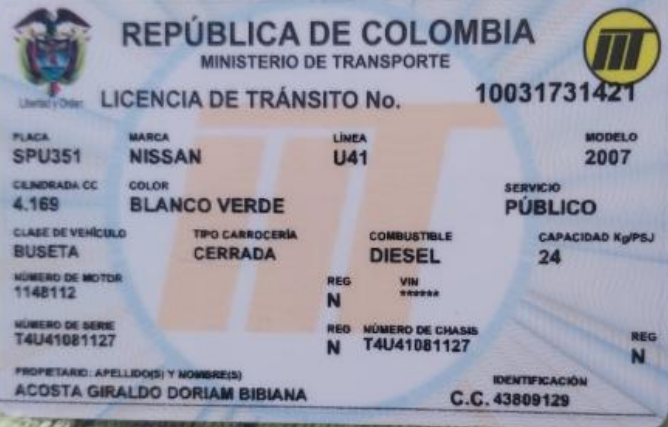 REPÚBLICA DE COLOMBIA
MINISTERIO DE TRANSPORTE
Libertad y Orden
LICENCIA DE TRÁNSITO No. 10031731421
PLACA MARCA LÍNEA MODELO
SPU351 NISSAN U41 2007
CILINDRADA CC COLOR SERVICIO
4.169 BLANCO VERDE PÚBLICO
CLASE DE VEHÍCULO TIPO CARROCERÍA COMBUSTIBLE CAPACIDAD Kg/PSJ
BUSETA CERRADA DIESEL 24
NÚMERO DE MOTOR REG VIN
1148112 N ******
NÚMERO DE SERIE REG NÚMERO DE CHASIS REG
T4U41081127 N T4U41081127 N
PROPIETARIO: APELLIDO(S) Y NOMBRE(S) IDENTIFICACIÓN
ACOSTA GIRALDO DORIAM BIBIANA C.C. 43809129